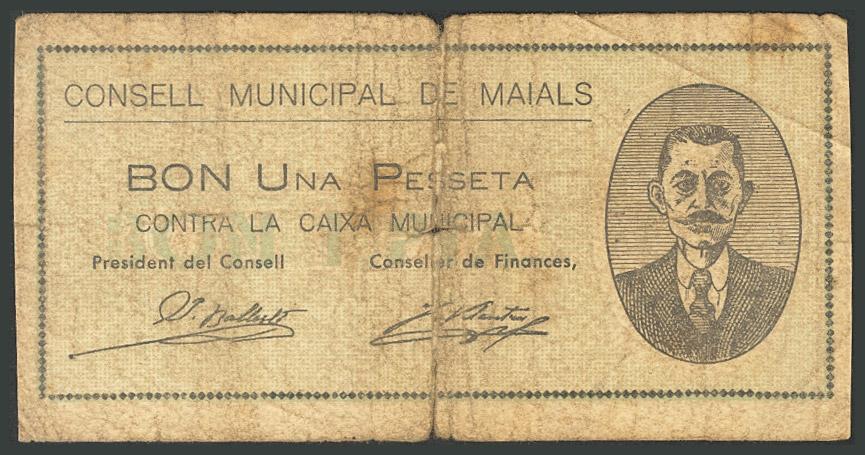 CONSELL MUNICIPAL DE MAIALS
BON UNA PESSETA
CONTRA LA CAIXA MUNICIPAL
President del Consell Conseller de Finances,